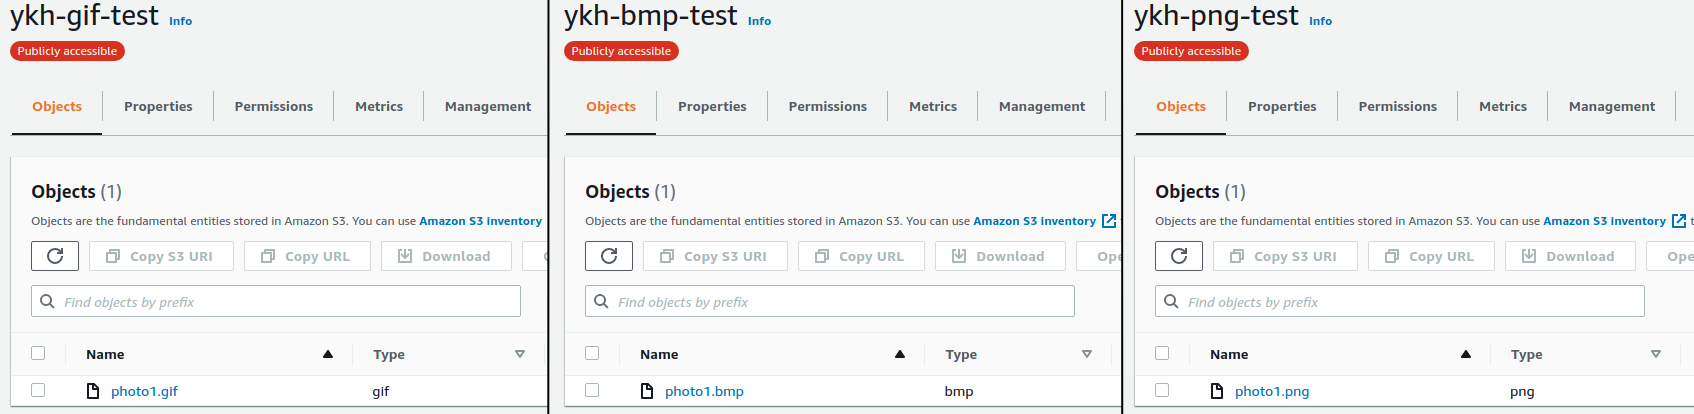 ykh-gif-test Info
Publicly accessible
Objects Properties Permissions Metrics Management
Objects (1)
Objects are the fundamental entities stored in Amazon S3. You can use Amazon S3 inventory
Copy S3 URI Copy URL Download
Find objects by prefix
Name Type
photo1.gif gif
ykh-bmp-test Info
Publicly accessible
Objects Properties Permissions Metrics Management
Objects (1)
Objects are the fundamental entities stored in Amazon S3. You can use Amazon S3 inventory
Copy S3 URI Copy URL Download Ope
Find objects by prefix
Name Type
photo1.bmp bmp
ykh-png-test Info
Publicly accessible
Objects Properties Permissions Metrics Management
Objects (1)
Objects are the fundamental entities stored in Amazon S3. You can use Amazon S3 inventory t
Copy S3 URI Copy URL Download Ope
Find objects by prefix
Name Type
photo1.png png